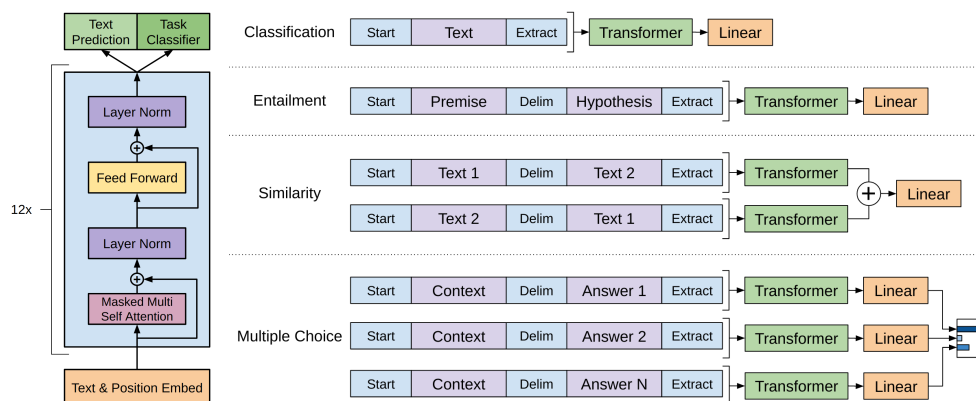 Text
Prediction
Task
Classifier
12x
Layer Norm
Feed Forward
Layer Norm
Masked Multi
Self Attention
Text & Position Embed
Classification
Start Text Extract Transformer Linear
Entailment
Start Premise Delim Hypothesis Extract Transformer Linear
Similarity
Start Text 1 Delim Text 2 Extract Transformer
Linear
Start Text 2 Delim Text 1 Extract Transformer
Multiple Choice
Start Context Delim Answer 1 Extract Transformer Linear
Start Context Delim Answer 2 Extract Transformer Linear
Start Context Delim Answer N Extract Transformer Linear